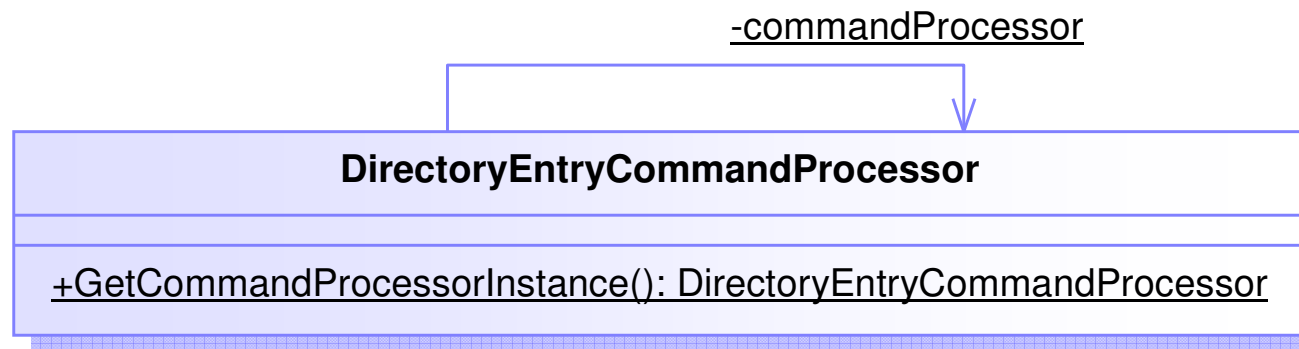 -commandProcessor
DirectoryEntryCommandProcessor
+GetCommandProcessorInstance(): DirectoryEntryCommandProcessor